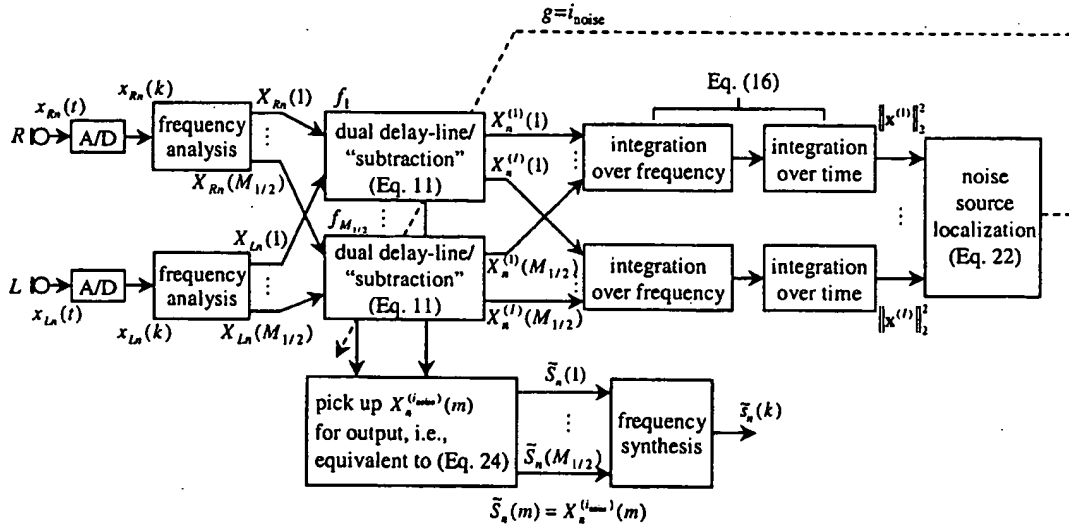 g=i_noise
Eq. (16)
x_Rn(t)
x_Rn(k)
X_Rn(1)
f_1
X_n^(1)(1)
‖x^(1)‖_2^2
R
A/D
frequency
analysis
⋮
dual delay-line/
“subtraction”
(Eq. 11)
X_n^(I)(1)
⋮
integration
over frequency
integration
over time
X_Rn(M_1/2)
⋮
noise
source
localization
(Eq. 22)
⋮
X_Ln(1)
f_M_1/2
L
A/D
frequency
analysis
⋮
dual delay-line/
“subtraction”
(Eq. 11)
X_n^(1)(M_1/2)
⋮
integration
over frequency
integration
over time
x_Ln(t)
x_Ln(k)
X_Ln(M_1/2)
X_n^(I)(M_1/2)
‖x^(I)‖_2^2
pick up X_n^(i_noise)(m)
for output, i.e.,
equivalent to (Eq. 24)
S̃_n(1)
⋮
S̃_n(M_1/2)
frequency
synthesis
s̃_n(k)
S̃_n(m) = X_n^(i_noise)(m)